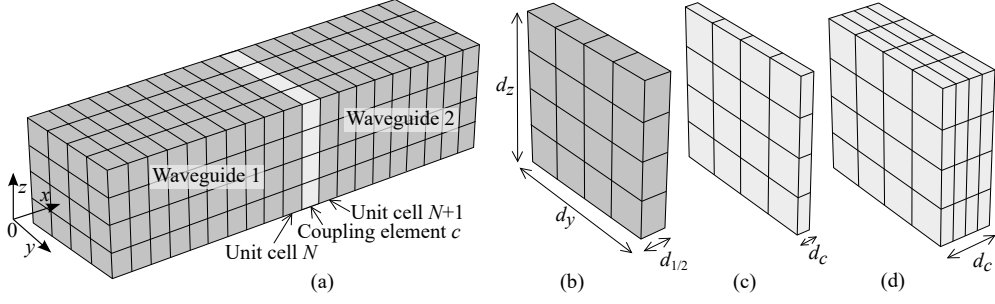 Waveguide 2
Waveguide 1
z
x
0
y
Unit cell N+1
Coupling element c
Unit cell N
(a)
d_z
d_y
d_{1/2}
(b)
d_c
(c)
d_c
(d)